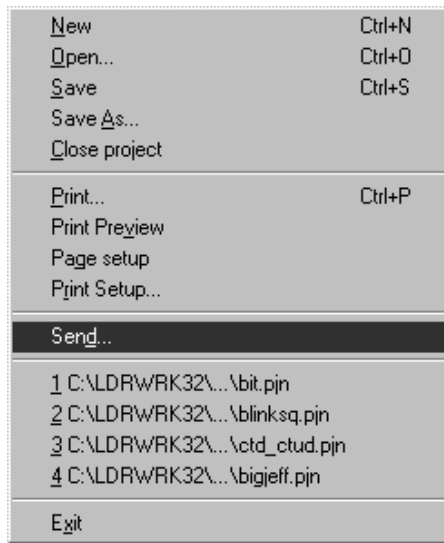 New Ctrl+N
Open... Ctrl+O
Save Ctrl+S
Save As...
Close project
Print... Ctrl+P
Print Preview
Page setup
Print Setup...
Send...
1 C:\LDRWRK32\...\bit.pjn
2 C:\LDRWRK32\...\blinksq.pjn
3 C:\LDRWRK32\...\ctd_ctud.pjn
4 C:\LDRWRK32\...\bigjeff.pjn
Exit